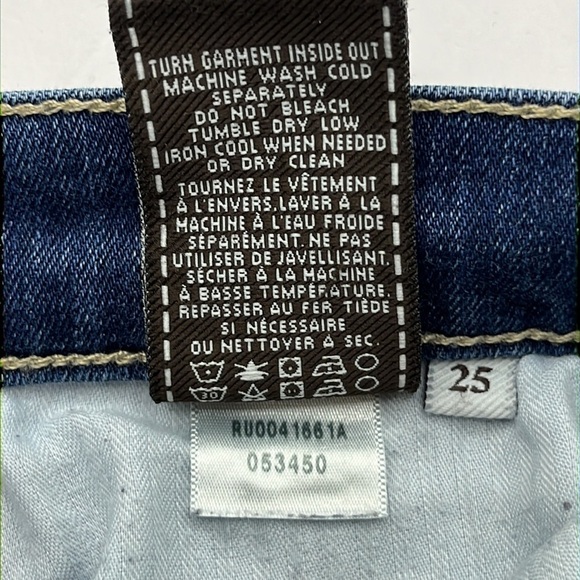 TURN GARMENT INSIDE OUT
MACHINE WASH COLD
SEPARATELY
DO NOT BLEACH
TUMBLE DRY LOW
IRON COOL WHEN NEEDED
OR DRY CLEAN
TOURNEZ LE VÊTEMENT
À L'ENVERS.LAVER À LA
MACHINE À L'EAU FROIDE
SÉPARÉMENT. NE PAS
UTILISER DE JAVELLISANT.
SÉCHER À LA MACHINE
À BASSE TEMPÉRATURE.
REPASSER AU FER TIÈDE
SI NÉCESSAIRE
OU NETTOYER À SEC.
30
25
RU0041661A
053450